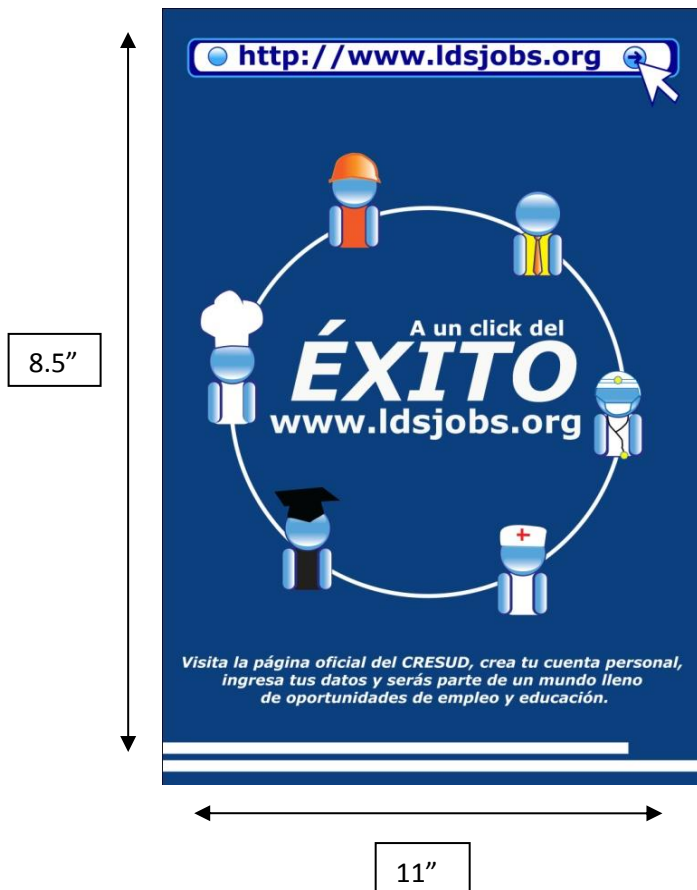 http://www.ldsjobs.org
A un click del
ÉXITO
www.ldsjobs.org
8.5”
Visita la página oficial del CRESUD, crea tu cuenta personal,
ingresa tus datos y serás parte de un mundo lleno
de oportunidades de empleo y educación.
11”